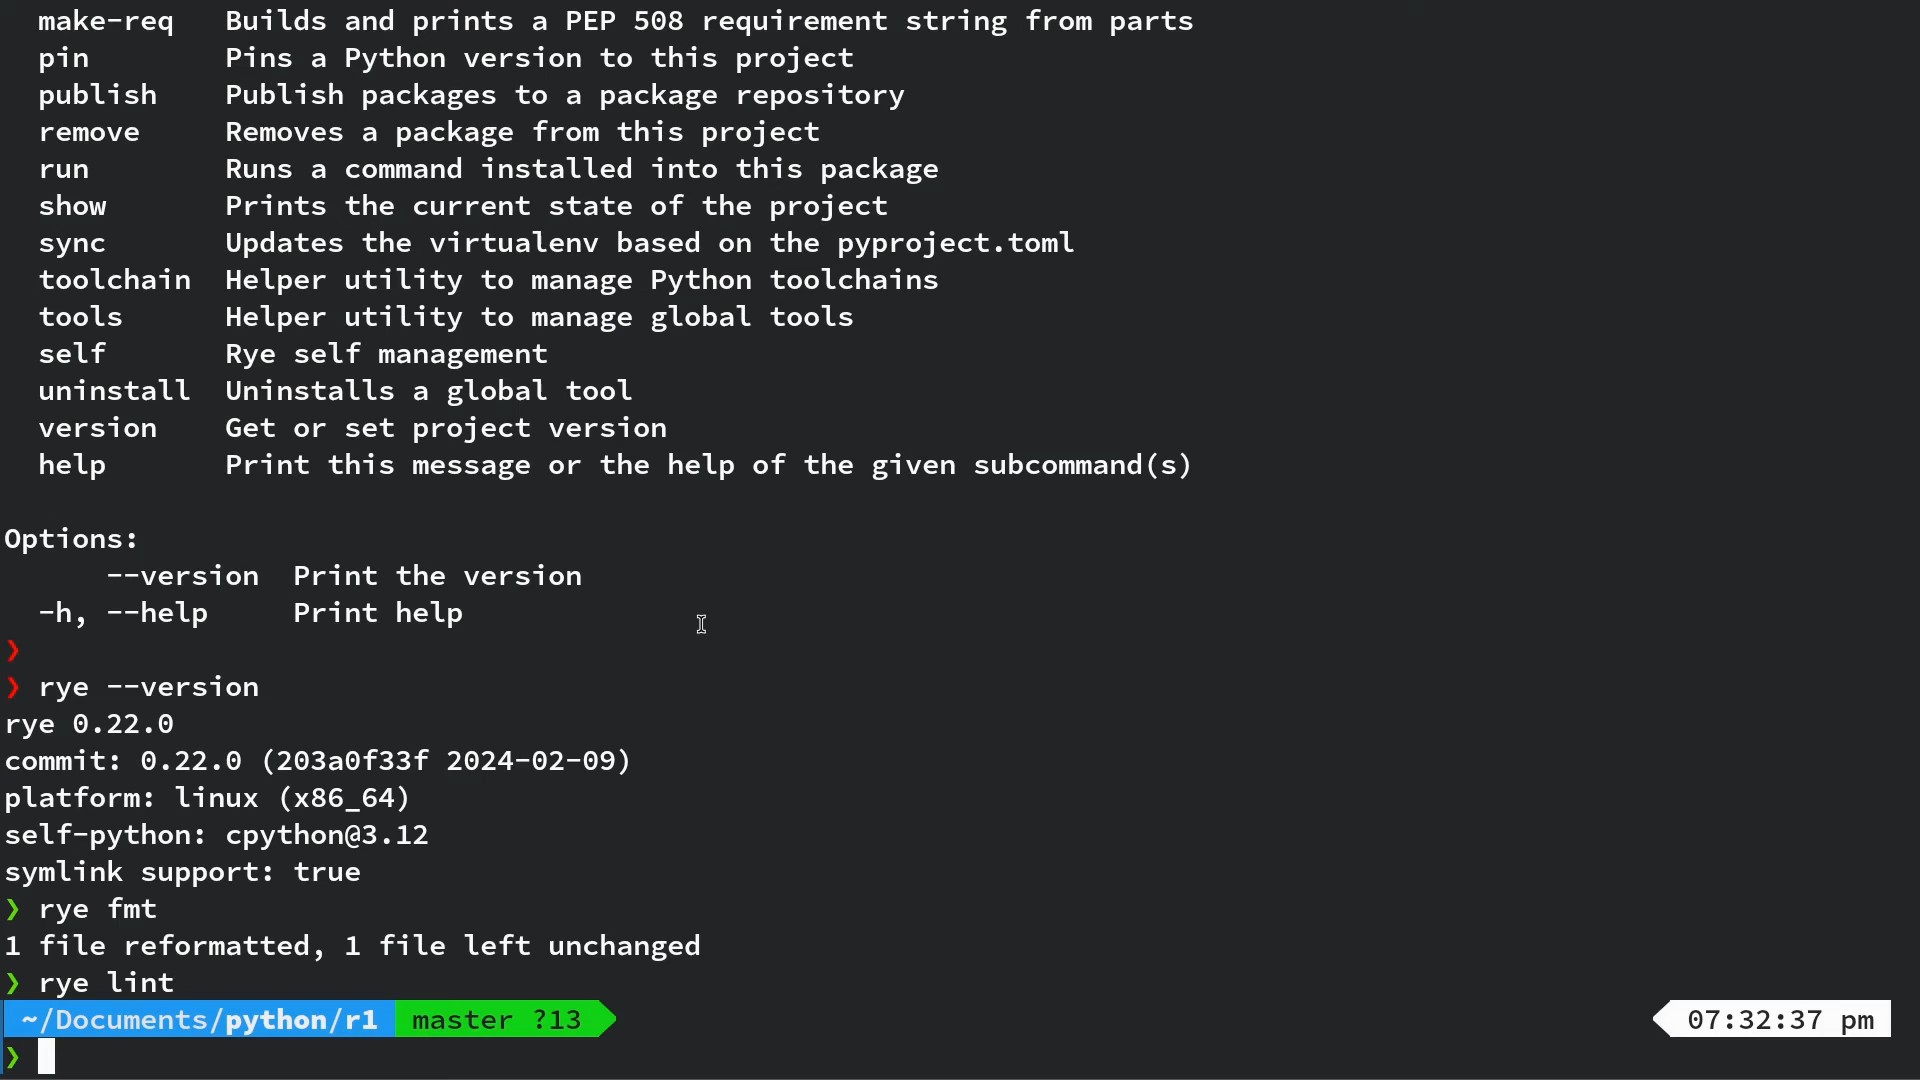 make-req Builds and prints a PEP 508 requirement string from parts
pin Pins a Python version to this project
publish Publish packages to a package repository
remove Removes a package from this project
run Runs a command installed into this package
show Prints the current state of the project
sync Updates the virtualenv based on the pyproject.toml
toolchain Helper utility to manage Python toolchains
tools Helper utility to manage global tools
self Rye self management
uninstall Uninstalls a global tool
version Get or set project version
help Print this message or the help of the given subcommand(s)
Options:
--version Print the version
-h, --help Print help
❯
❯ rye --version
rye 0.22.0
commit: 0.22.0 (203a0f33f 2024-02-09)
platform: linux (x86_64)
self-python: cpython@3.12
symlink support: true
❯ rye fmt
1 file reformatted, 1 file left unchanged
❯ rye lint
~/Documents/python/r1 master ?13 07:32:37 pm
❯